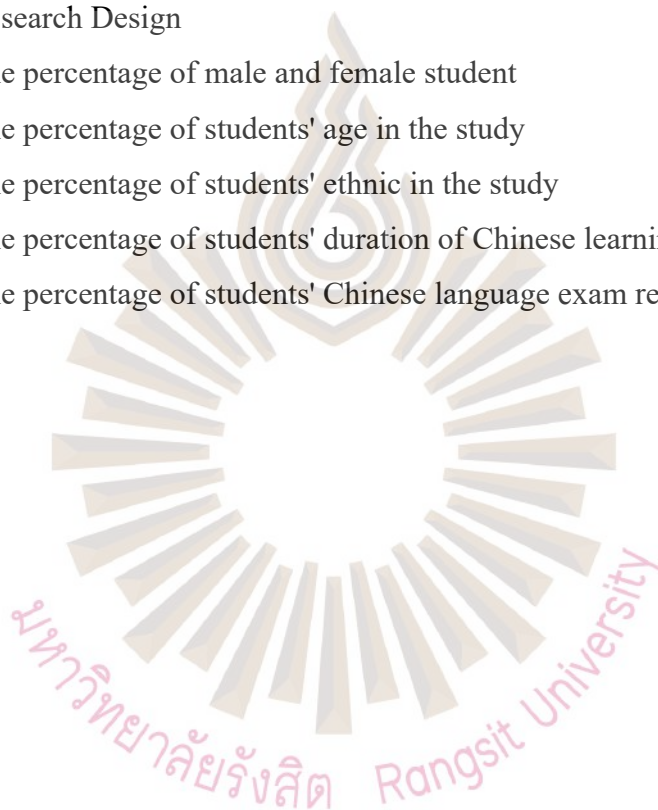 search Design
e percentage of male and female student
e percentage of students' age in the study
e percentage of students' ethnic in the study
e percentage of students' duration of Chinese learni
e percentage of students' Chinese language exam re
มหาวิทยาลัยรังสิต Rangsit University